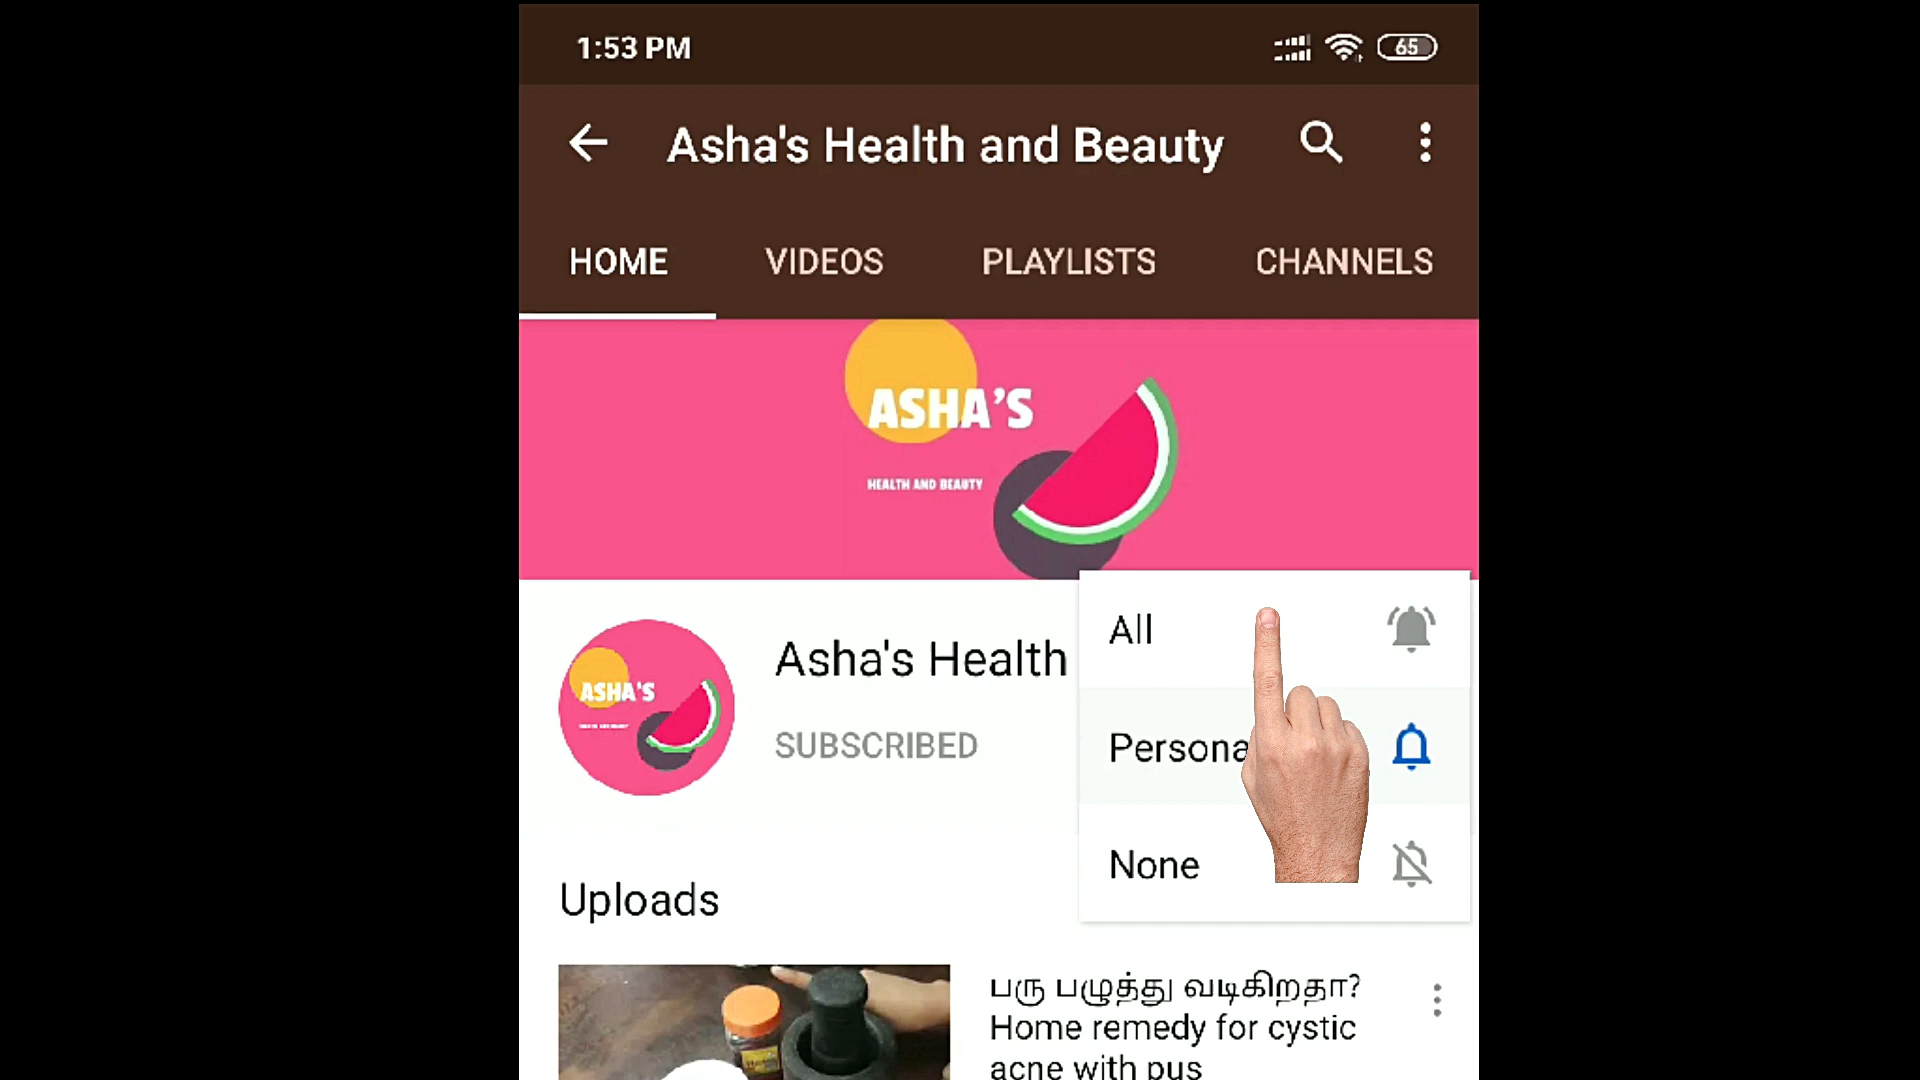 1:53 PM
65
Asha's Health and Beauty
HOME VIDEOS PLAYLISTS CHANNELS
ASHA'S
HEALTH AND BEAUTY
All
ASHA'S
Asha's Health
SUBSCRIBED
Persona
None
Uploads
பரு பழுத்து வடிகிறதா?
Home remedy for cystic
acne with pus